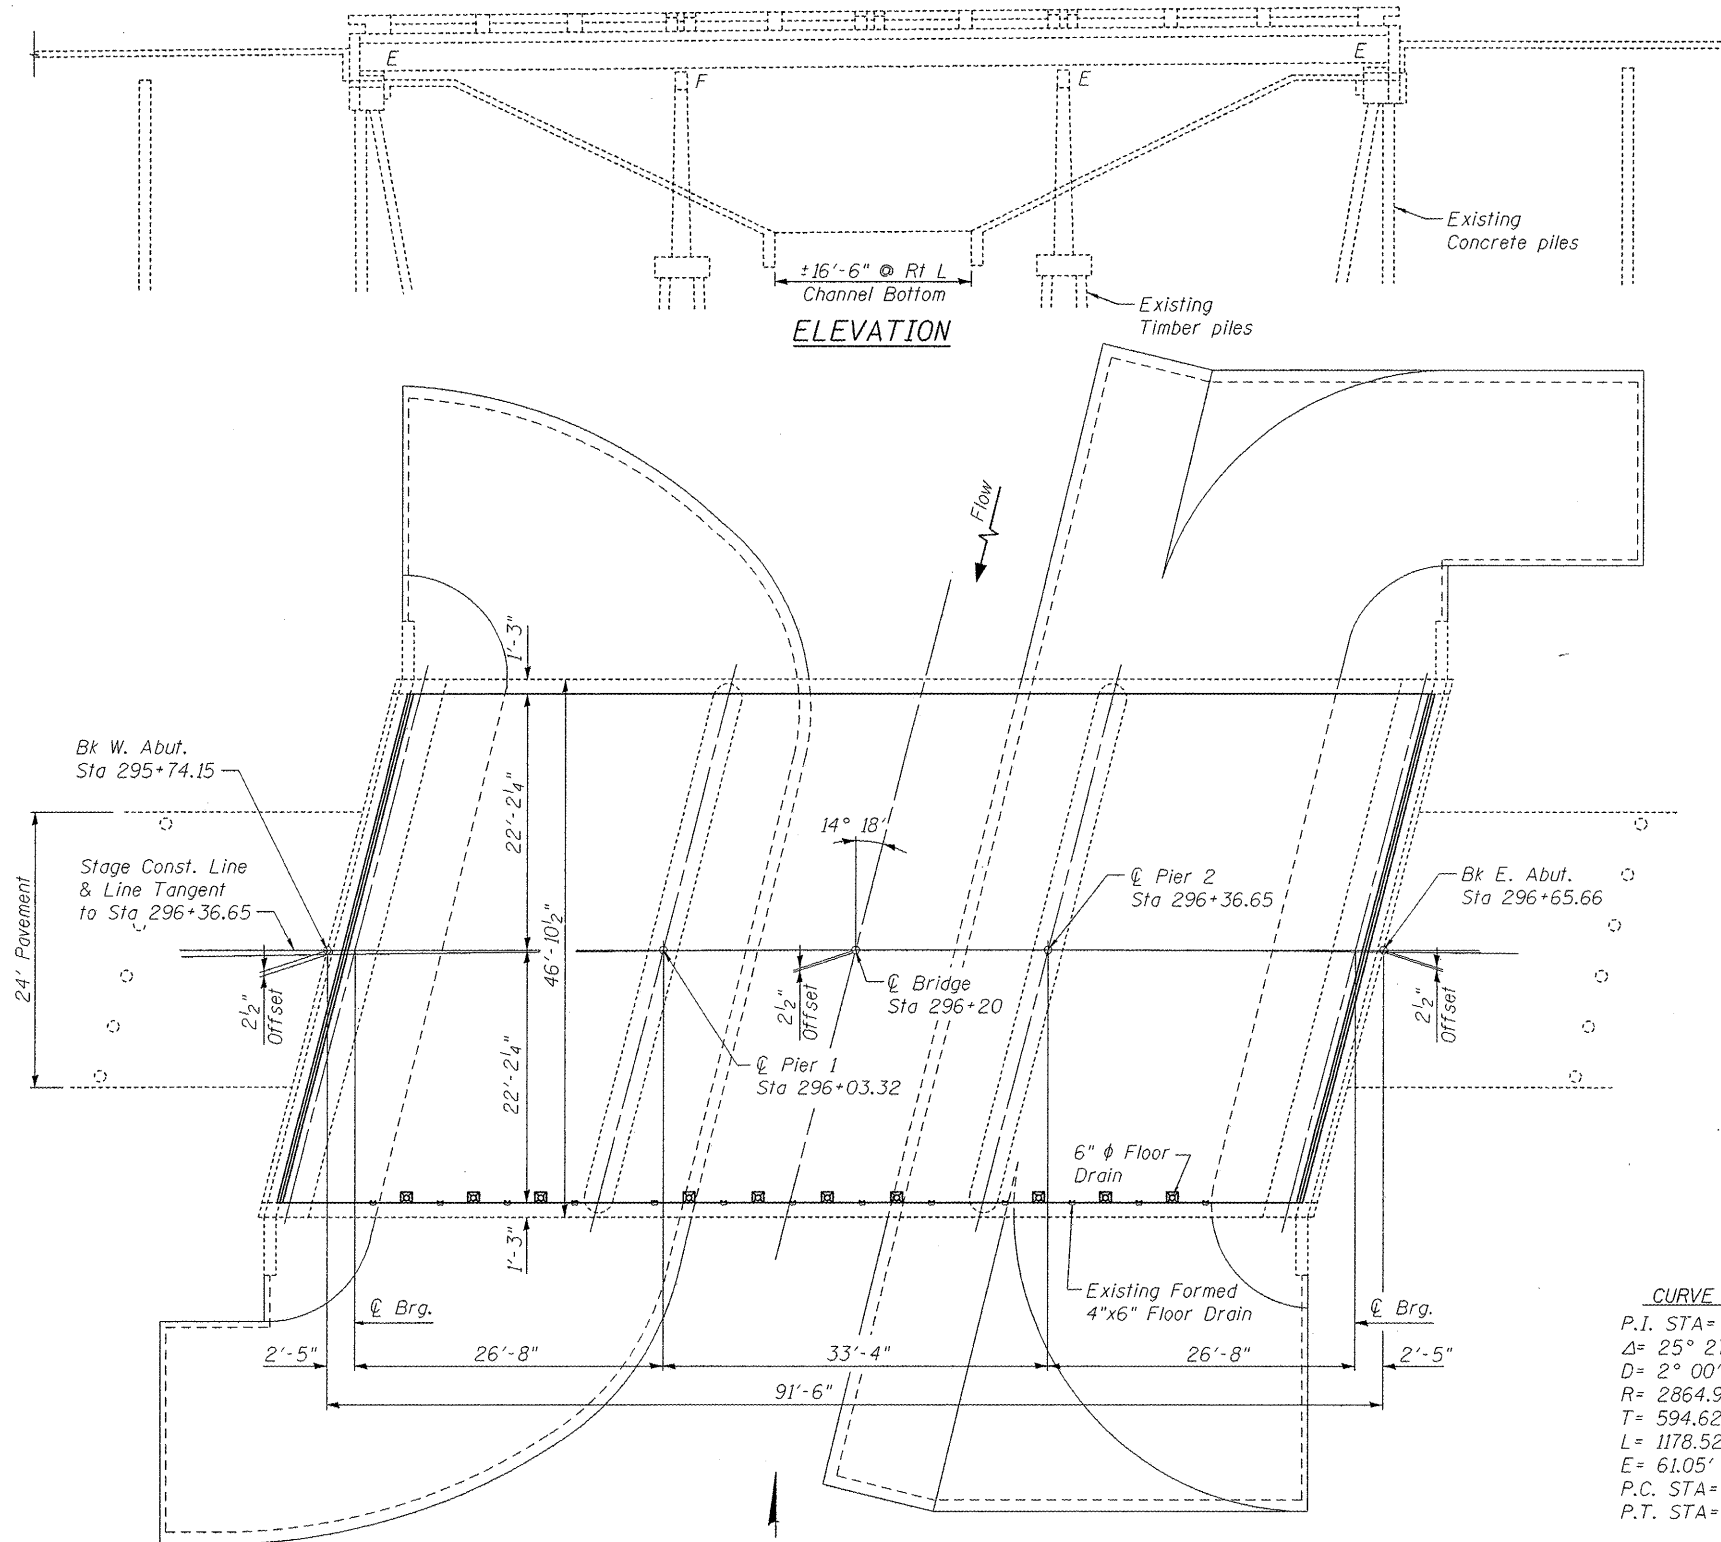 E
E
F
E
Existing
Concrete piles
±16'-6" @ Rt L
Channel Bottom
Existing
Timber piles
ELEVATION
Flow
1'-3"
Bk W. Abut.
Sta 295+74.15
22'-2¼"
14° 18'
Stage Const. Line
& Line Tangent
to Sta 296+36.65
℄ Pier 2
Sta 296+36.65
Bk E. Abut.
Sta 296+65.66
24' Pavement
46'-10½"
2½"
Offset
2½"
Offset
℄ Bridge
Sta 296+20
2½"
Offset
22'-2¼"
℄ Pier 1
Sta 296+03.32
6" ϕ Floor
Drain
1'-3"
Existing Formed
4"x6" Floor Drain
℄ Brg.
℄ Brg.
2'-5"
26'-8"
33'-4"
26'-8"
2'-5"
91'-6"
CURVE
P.I. STA=
Δ= 25° 2
D= 2° 00'
R= 2864.9
T= 594.62
L= 1178.52
E= 61.05'
P.C. STA=
P.T. STA=